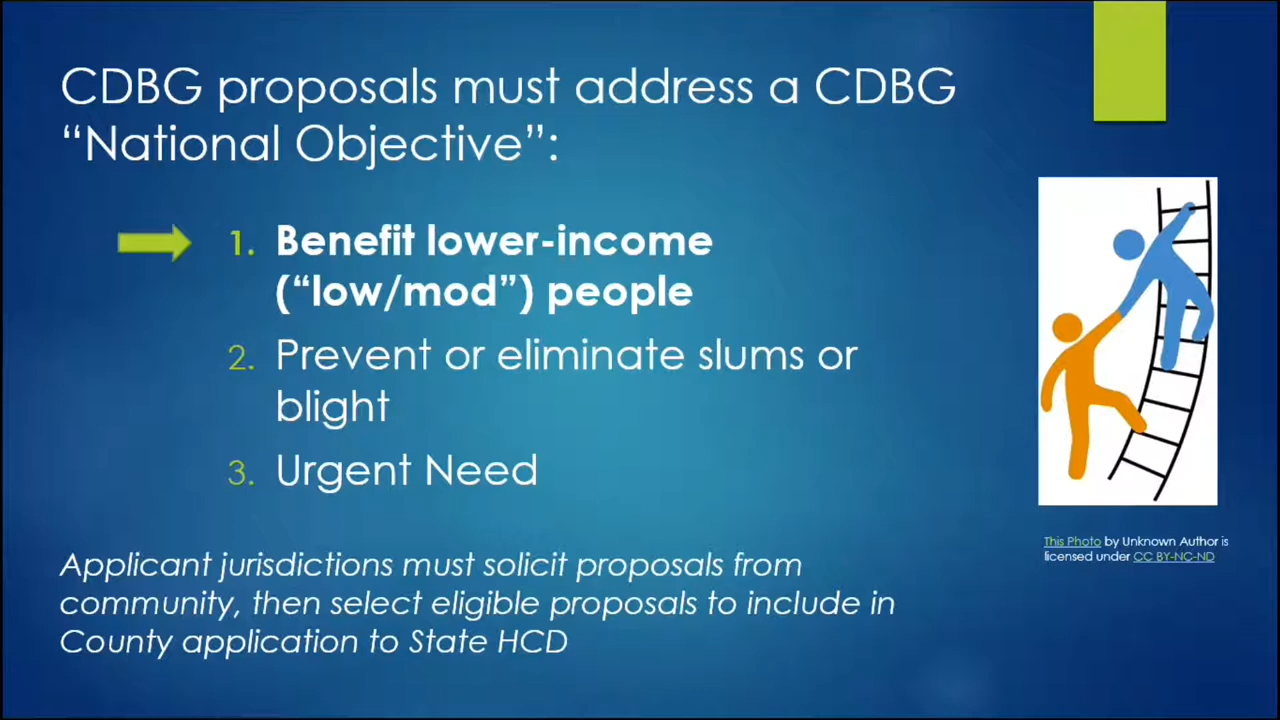 CDBG proposals must address a CDBG
“National Objective”:
1. Benefit lower-income
(“low/mod”) people
2. Prevent or eliminate slums or
blight
3. Urgent Need
Applicant jurisdictions must solicit proposals from
community, then select eligible proposals to include in
County application to State HCD
This Photo by Unknown Author is
licensed under CC BY-NC-ND